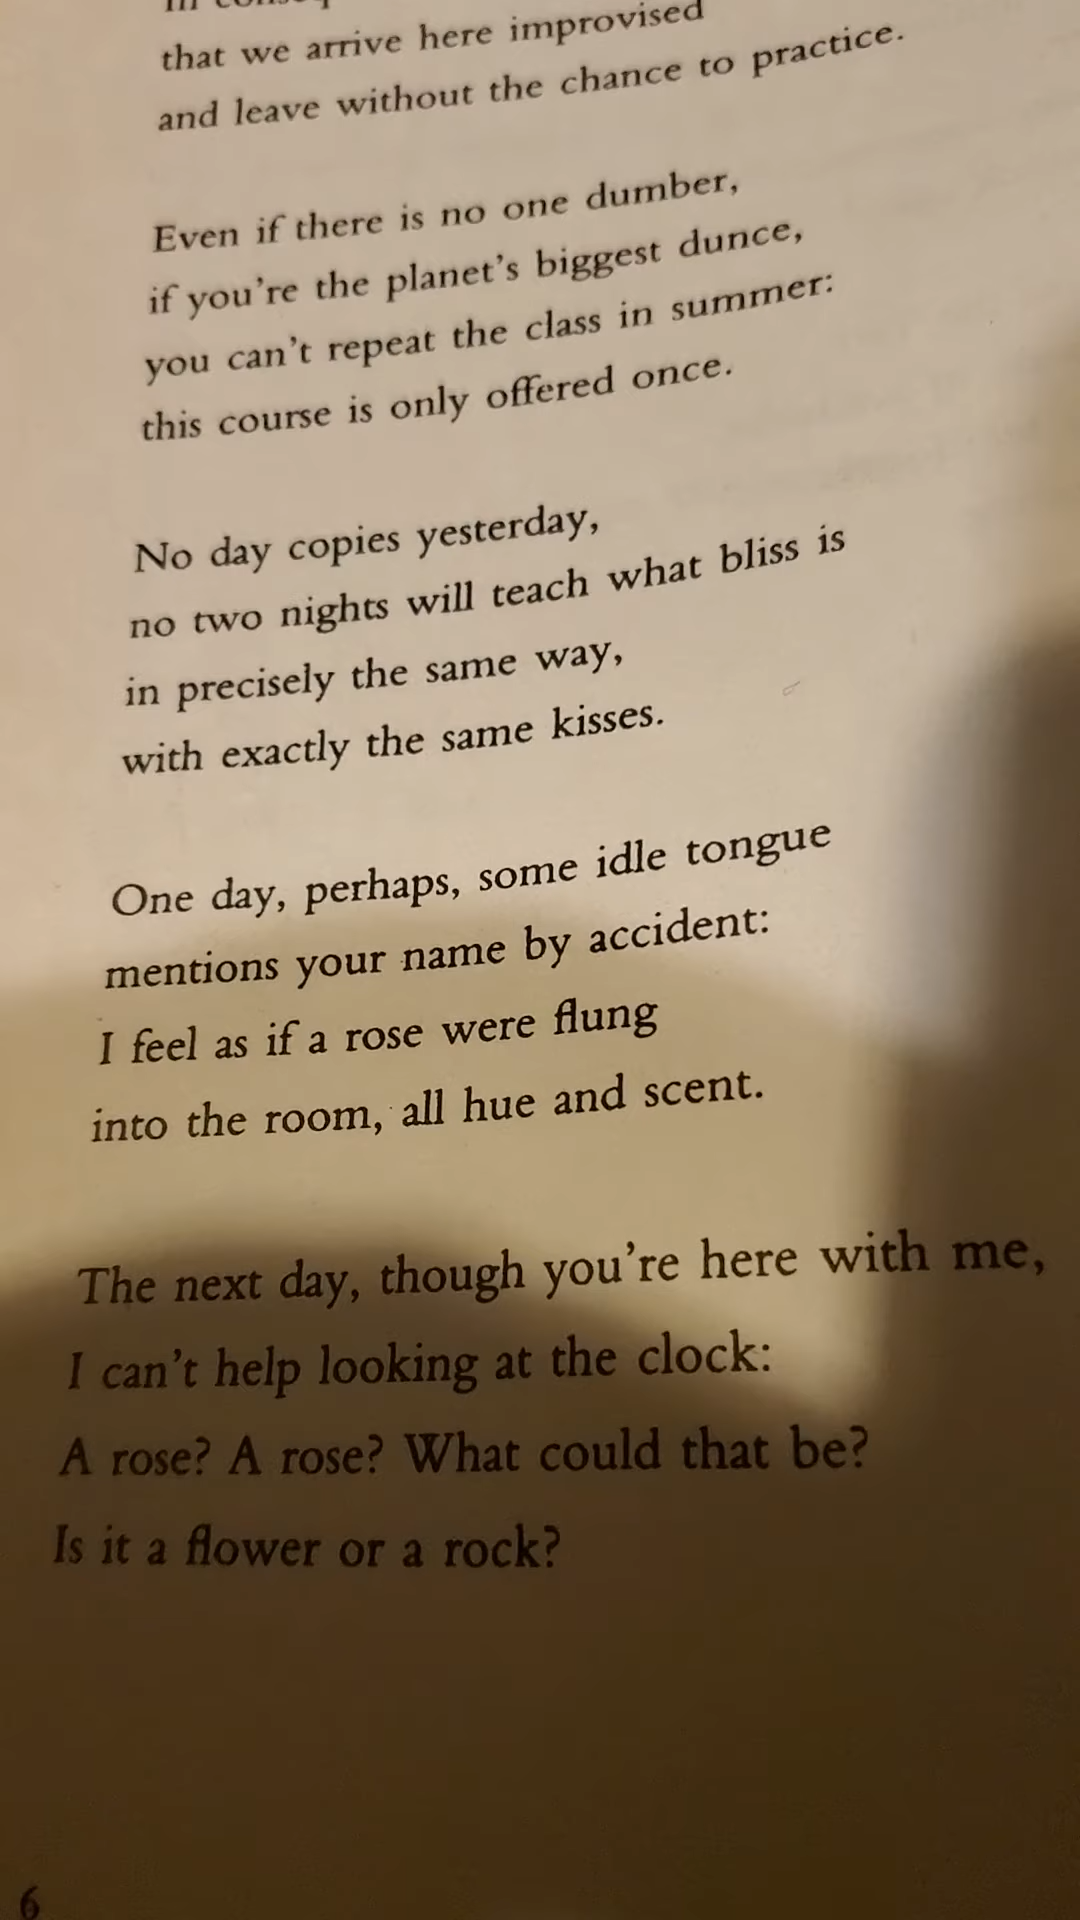 that we arrive here improvised
and leave without the chance to practice.
Even if there is no one dumber,
if you're the planet's biggest dunce,
you can't repeat the class in summer:
this course is only offered once.
No day copies yesterday,
no two nights will teach what bliss is
in precisely the same way,
with exactly the same kisses.
One day, perhaps, some idle tongue
mentions your name by accident:
I feel as if a rose were flung
into the room, all hue and scent.
The next day, though you're here with me,
I can't help looking at the clock:
A rose? A rose? What could that be?
Is it a flower or a rock?
6